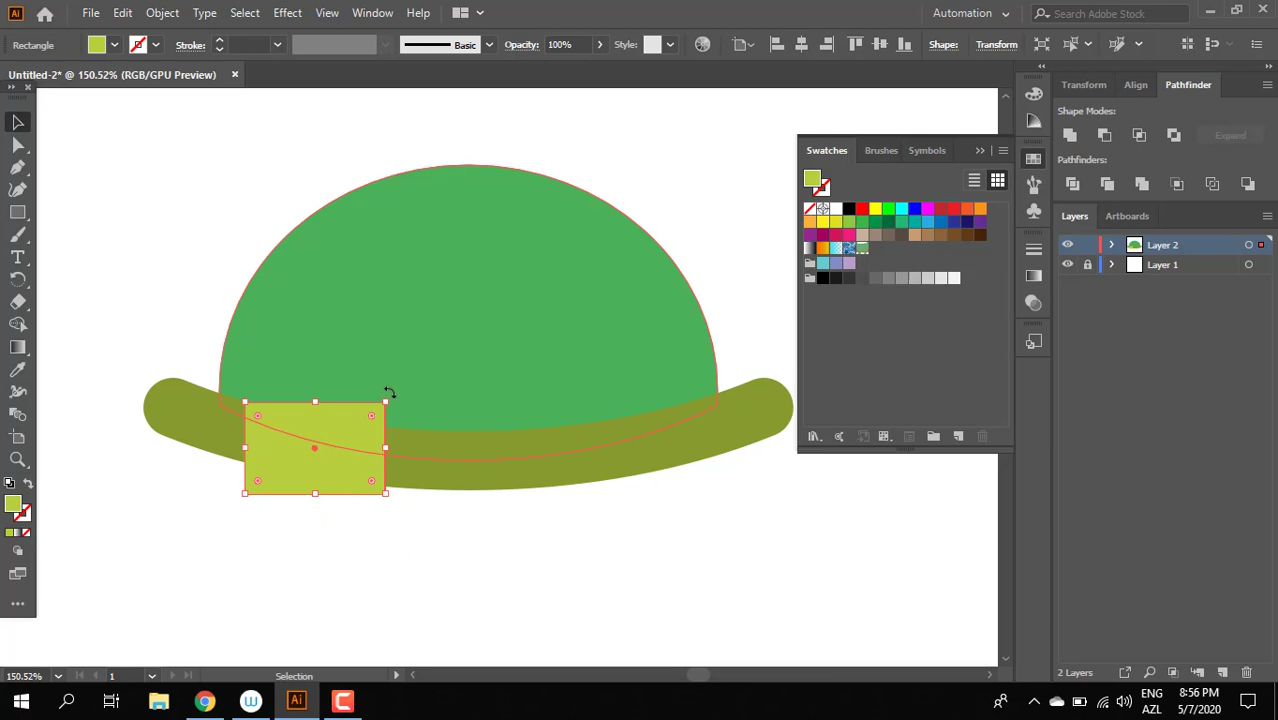 Ai File Edit Object Type Select Effect View Window Help Automation Search Adobe Stock
Rectangle Stroke: Basic Opacity: 100% Style: Shape: Transform
Untitled-2* @ 150.52% (RGB/GPU Preview)
Transform Align Pathfinder
Shape Modes:
Expand
Pathfinders:
Swatches Brushes Symbols
Layers Artboards
Layer 2
Layer 1
150.52% 1 Selection
2 Layers
Ai
ENG
AZL
8:56 PM
5/7/2020